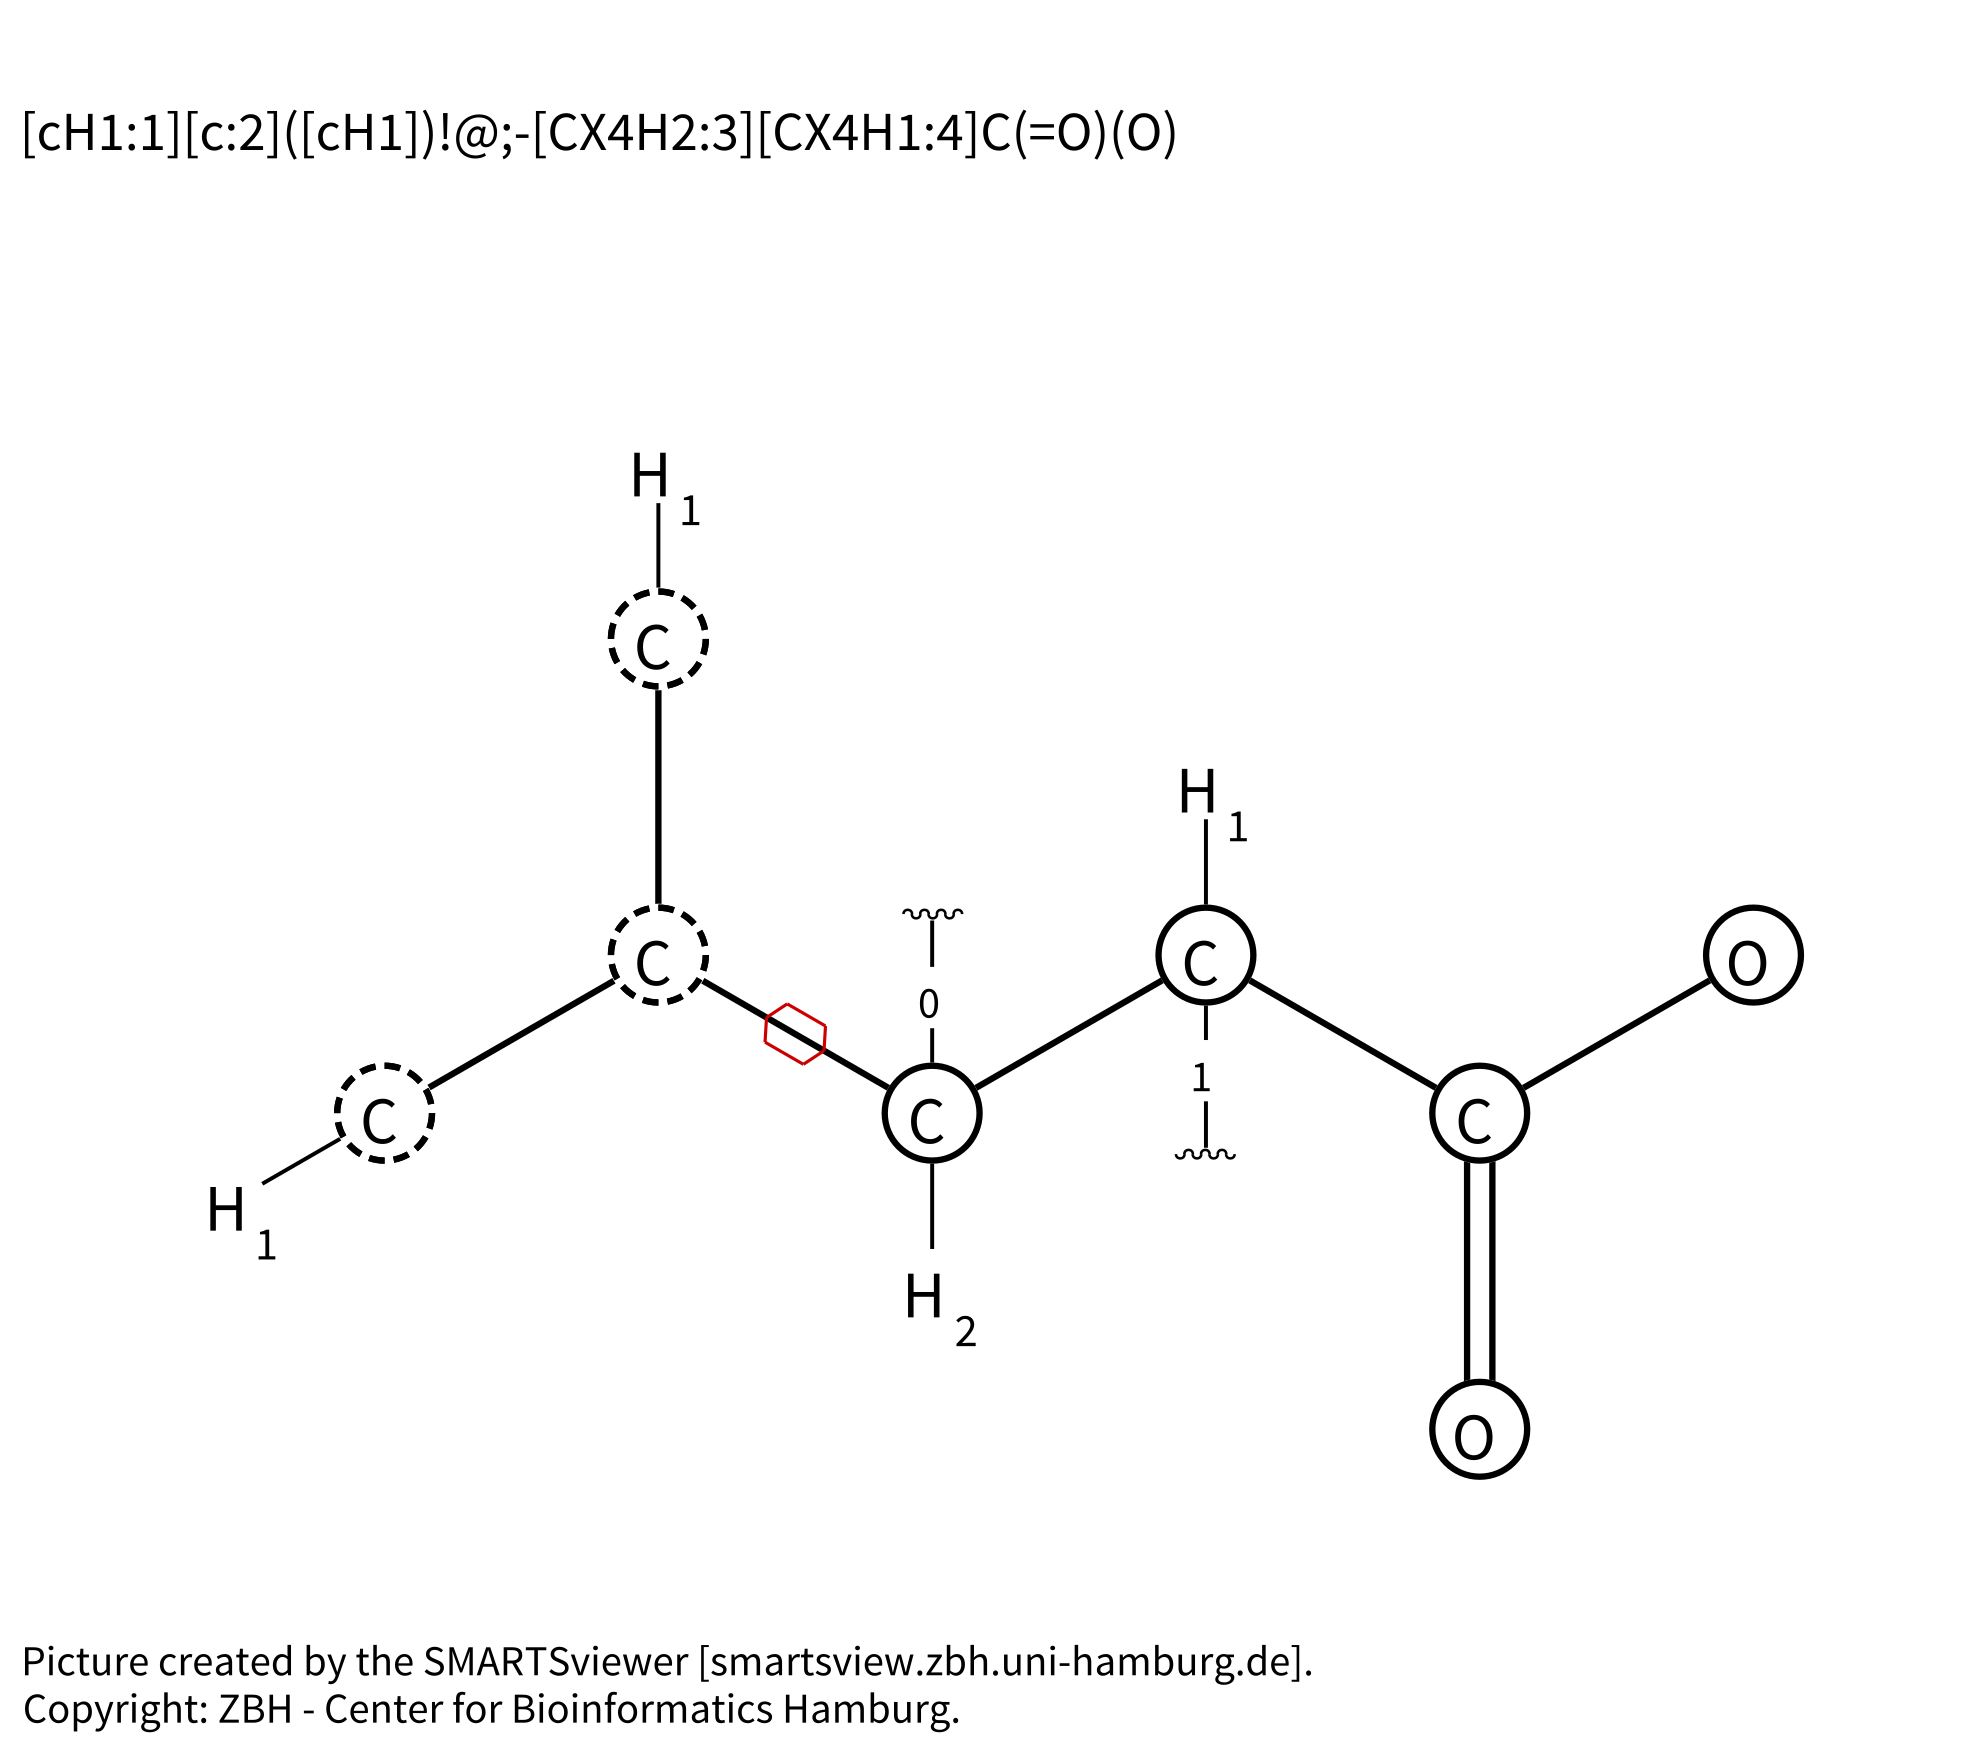 [cH1:1][c:2]([cH1])!@;-[CX4H2:3][CX4H1:4]C(=O)(O)
H 1
C
H 1
C
0
C
O
1
C
C
C
H 1
H 2
O
Picture created by the SMARTSviewer [smartsview.zbh.uni-hamburg.de].
Copyright: ZBH - Center for Bioinformatics Hamburg.